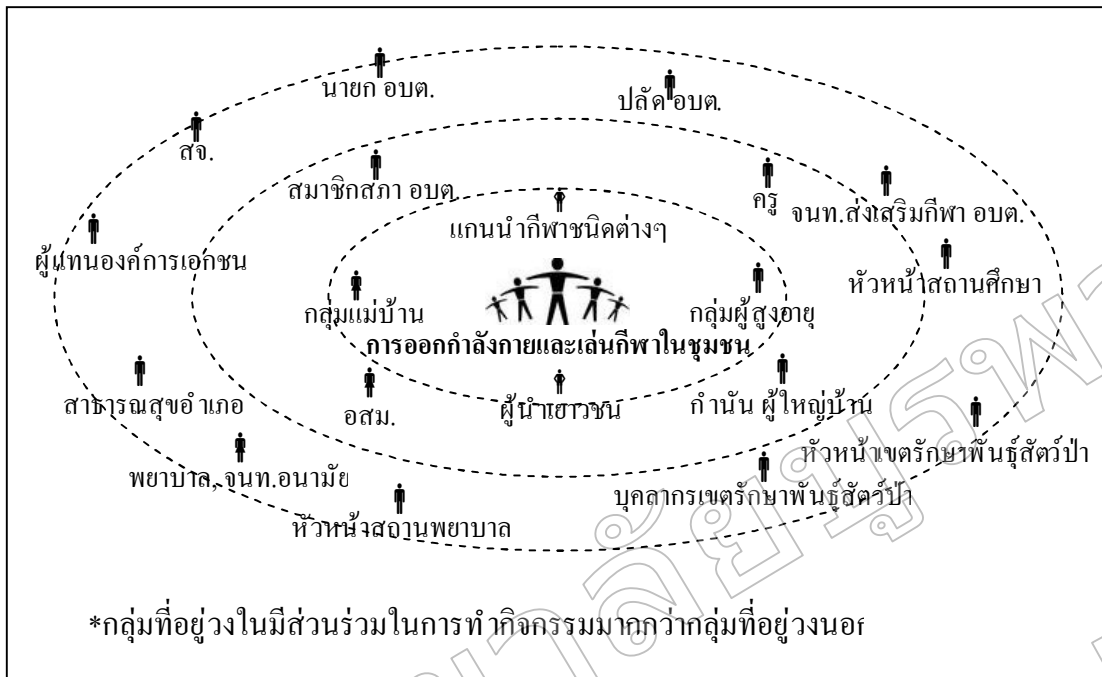 นายก อบต.
ปลัด อบต.
สจ.
สมาชิกสภา อบต.
ครู
จนท.ส่งเสริมกีฬา อบต.
แกนนำกีฬาชนิดต่างๆ
ผู้แทนองค์การเอกชน
หัวหน้าสถานศึกษา
กลุ่มแม่บ้าน
กลุ่มผู้สูงอายุ
การออกกำลังกายและเล่นกีฬาในชุมชน
สาธารณสุขอำเภอ
อสม.
ผู้นำเยาวชน
กำนัน ผู้ใหญ่บ้าน
หัวหน้าเขตรักษาพันธุ์สัตว์ป่า
พยาบาล, จนท.อนามัย
บุคลากรเขตรักษาพันธุ์สัตว์ป่า
หัวหน้าสถานพยาบาล
*กลุ่มที่อยู่วงในมีส่วนร่วมในการทำกิจกรรมมากกว่ากลุ่มที่อยู่วงนอก